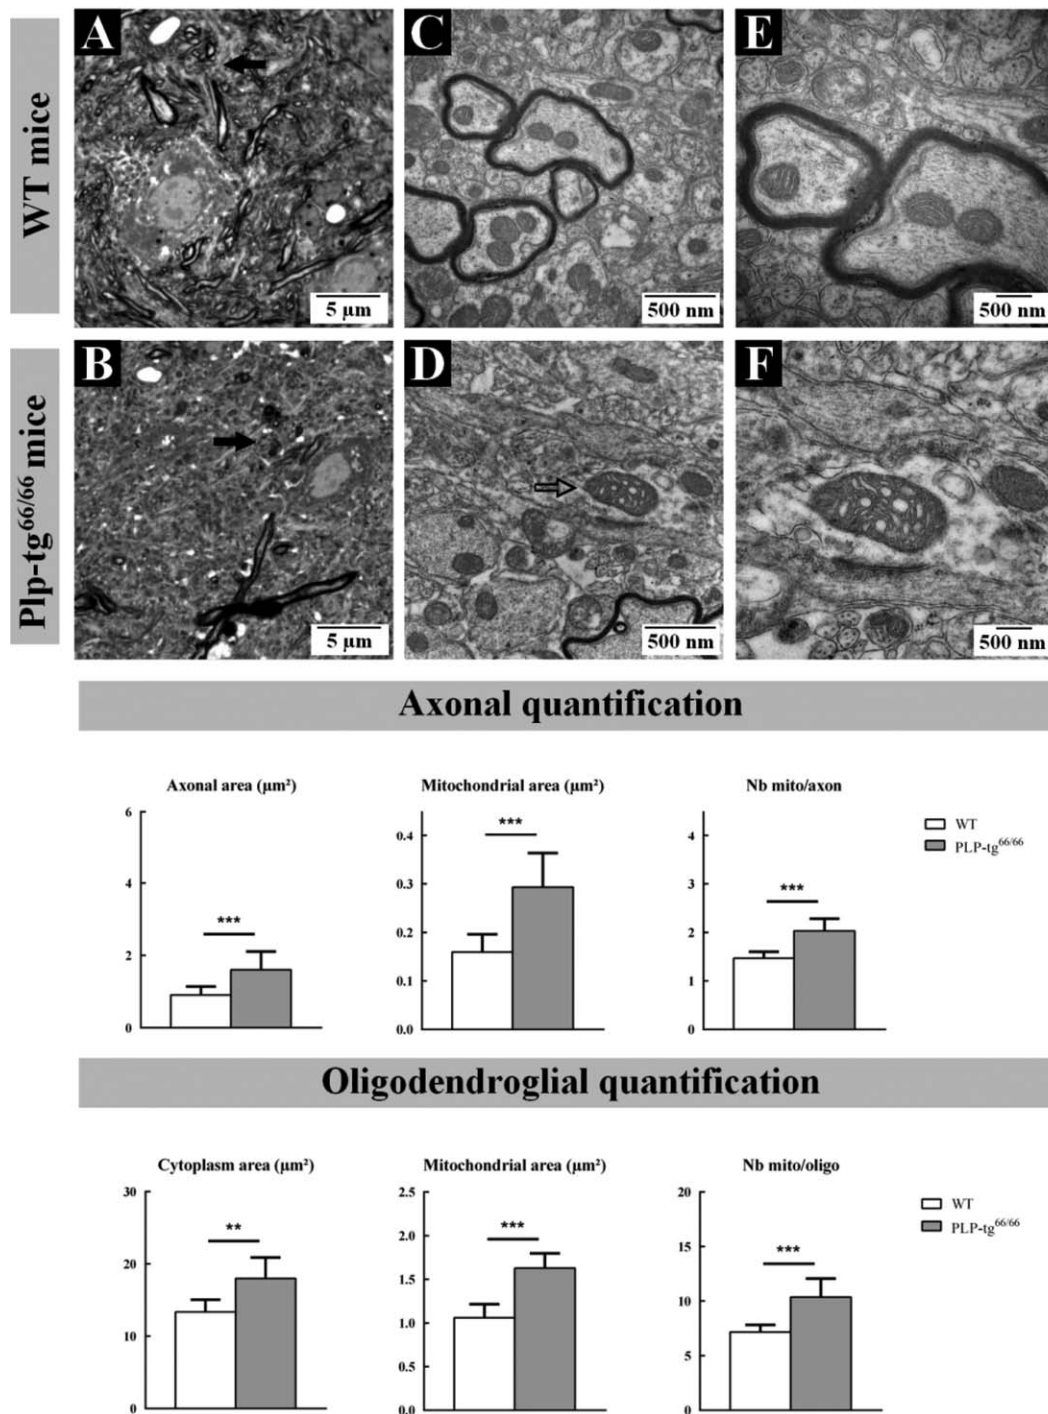 WT mice
A
C
E
5 μm
500 nm
500 nm
Plp-tg66/66 mice
B
D
F
5 μm
500 nm
500 nm
Axonal quantification
Axonal area (μm²)
Mitochondrial area (μm²)
Nb mito/axon
6
4
2
0
***
0.4
0.3
0.2
0.1
0.0
***
4
3
2
1
0
***
WT
PLP-tg66/66
Oligodendroglial quantification
Cytoplasm area (μm²)
Mitochondrial area (μm²)
Nb mito/oligo
30
20
10
0
**
2.5
2.0
1.5
1.0
0.5
0.0
***
20
15
10
5
0
***
WT
PLP-tg66/66